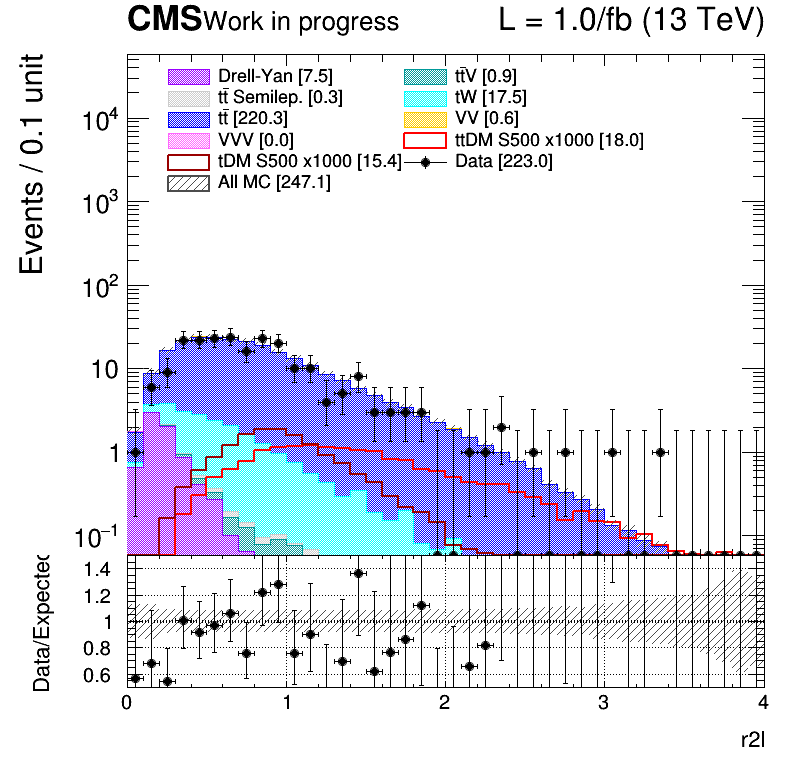 CMS Work in progress L = 1.0/fb (13 TeV)
Events / 0.1 unit
Drell-Yan [7.5] tt̄V [0.9]
tt̄ Semilep. [0.3] tW [17.5]
tt̄ [220.3] VV [0.6]
VVV [0.0] ttDM S500 x1000 [18.0]
tDM S500 x1000 [15.4] Data [223.0]
All MC [247.1]
10⁴
10³
10²
10
1
10⁻¹
Data/Expected
1.4
1.2
1
0.8
0.6
0 1 2 3 4
r2l